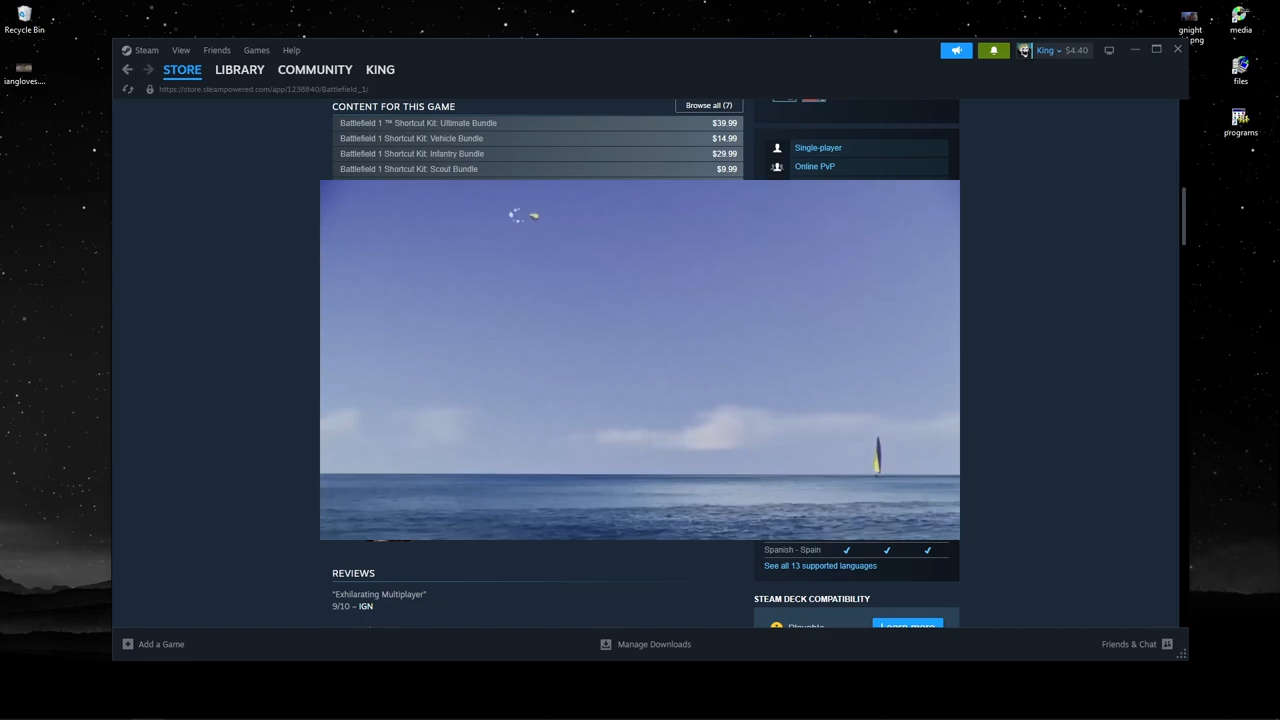 Recycle Bin
iangloves....
gnight
png
media
files
programs
Steam View Friends Games Help
King $4.40
STORE LIBRARY COMMUNITY KING
https://store.steampowered.com/app/1238840/Battlefield_1/
CONTENT FOR THIS GAME Browse all (7)
Battlefield 1 ™ Shortcut Kit: Ultimate Bundle $39.99
Battlefield 1 Shortcut Kit: Vehicle Bundle $14.99
Battlefield 1 Shortcut Kit: Infantry Bundle $29.99
Battlefield 1 Shortcut Kit: Scout Bundle $9.99
Single-player
Online PvP
Spanish - Spain
See all 13 supported languages
REVIEWS
"Exhilarating Multiplayer"
9/10 – IGN
STEAM DECK COMPATIBILITY
Playable Learn more
Add a Game
Manage Downloads
Friends & Chat